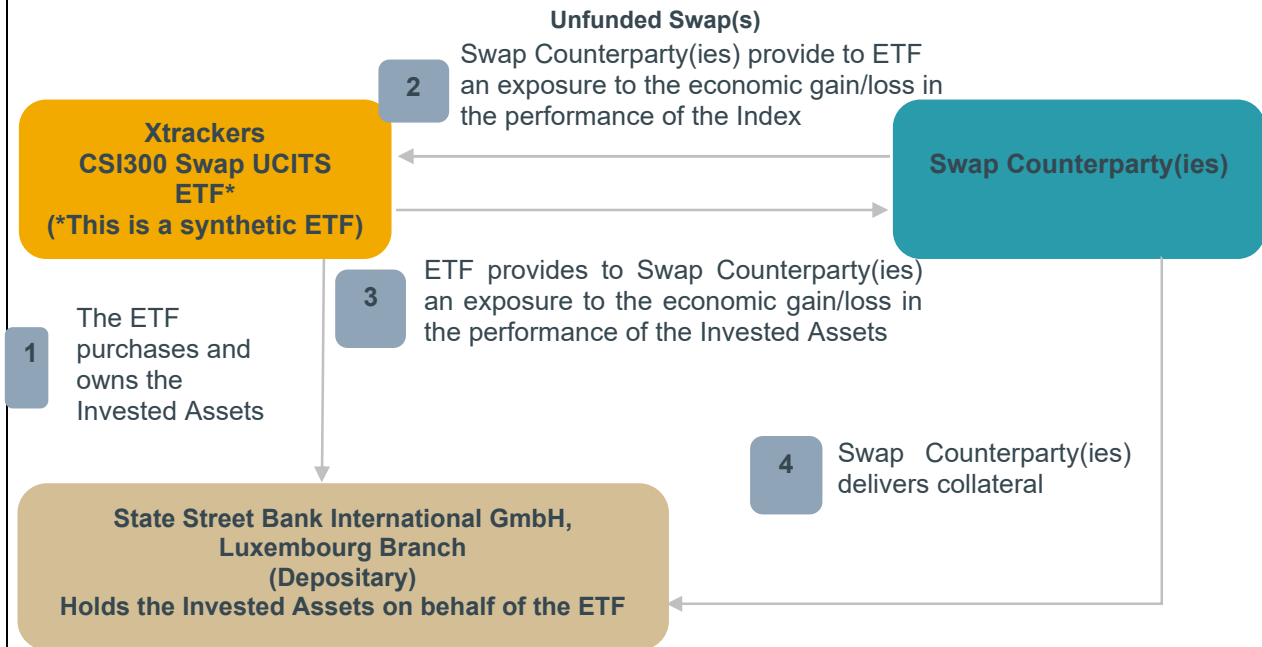 Unfunded Swap(s)
2
Swap Counterparty(ies) provide to ETF
an exposure to the economic gain/loss in
the performance of the Index
Xtrackers
CSI300 Swap UCITS
ETF*
(*This is a synthetic ETF)
Swap Counterparty(ies)
3
ETF provides to Swap Counterparty(ies)
an exposure to the economic gain/loss in
the performance of the Invested Assets
1
The ETF
purchases and
owns the
Invested Assets
4
Swap Counterparty(ies)
delivers collateral
State Street Bank International GmbH,
Luxembourg Branch
(Depositary)
Holds the Invested Assets on behalf of the ETF